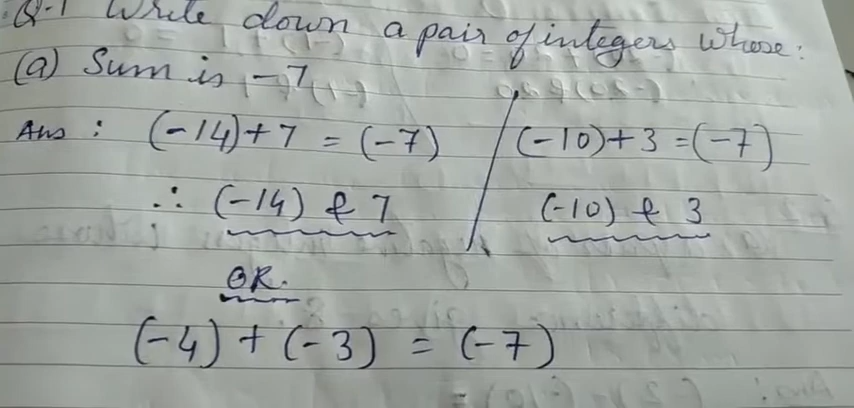 Q-1 Write down a pair of integers whose:
(a) Sum is -7
Ans: (-14)+7 = (-7) / (-10)+3 =(-7)
∴ (-14) & 7 (-10) & 3
OR.
(-4) + (-3) = (-7)